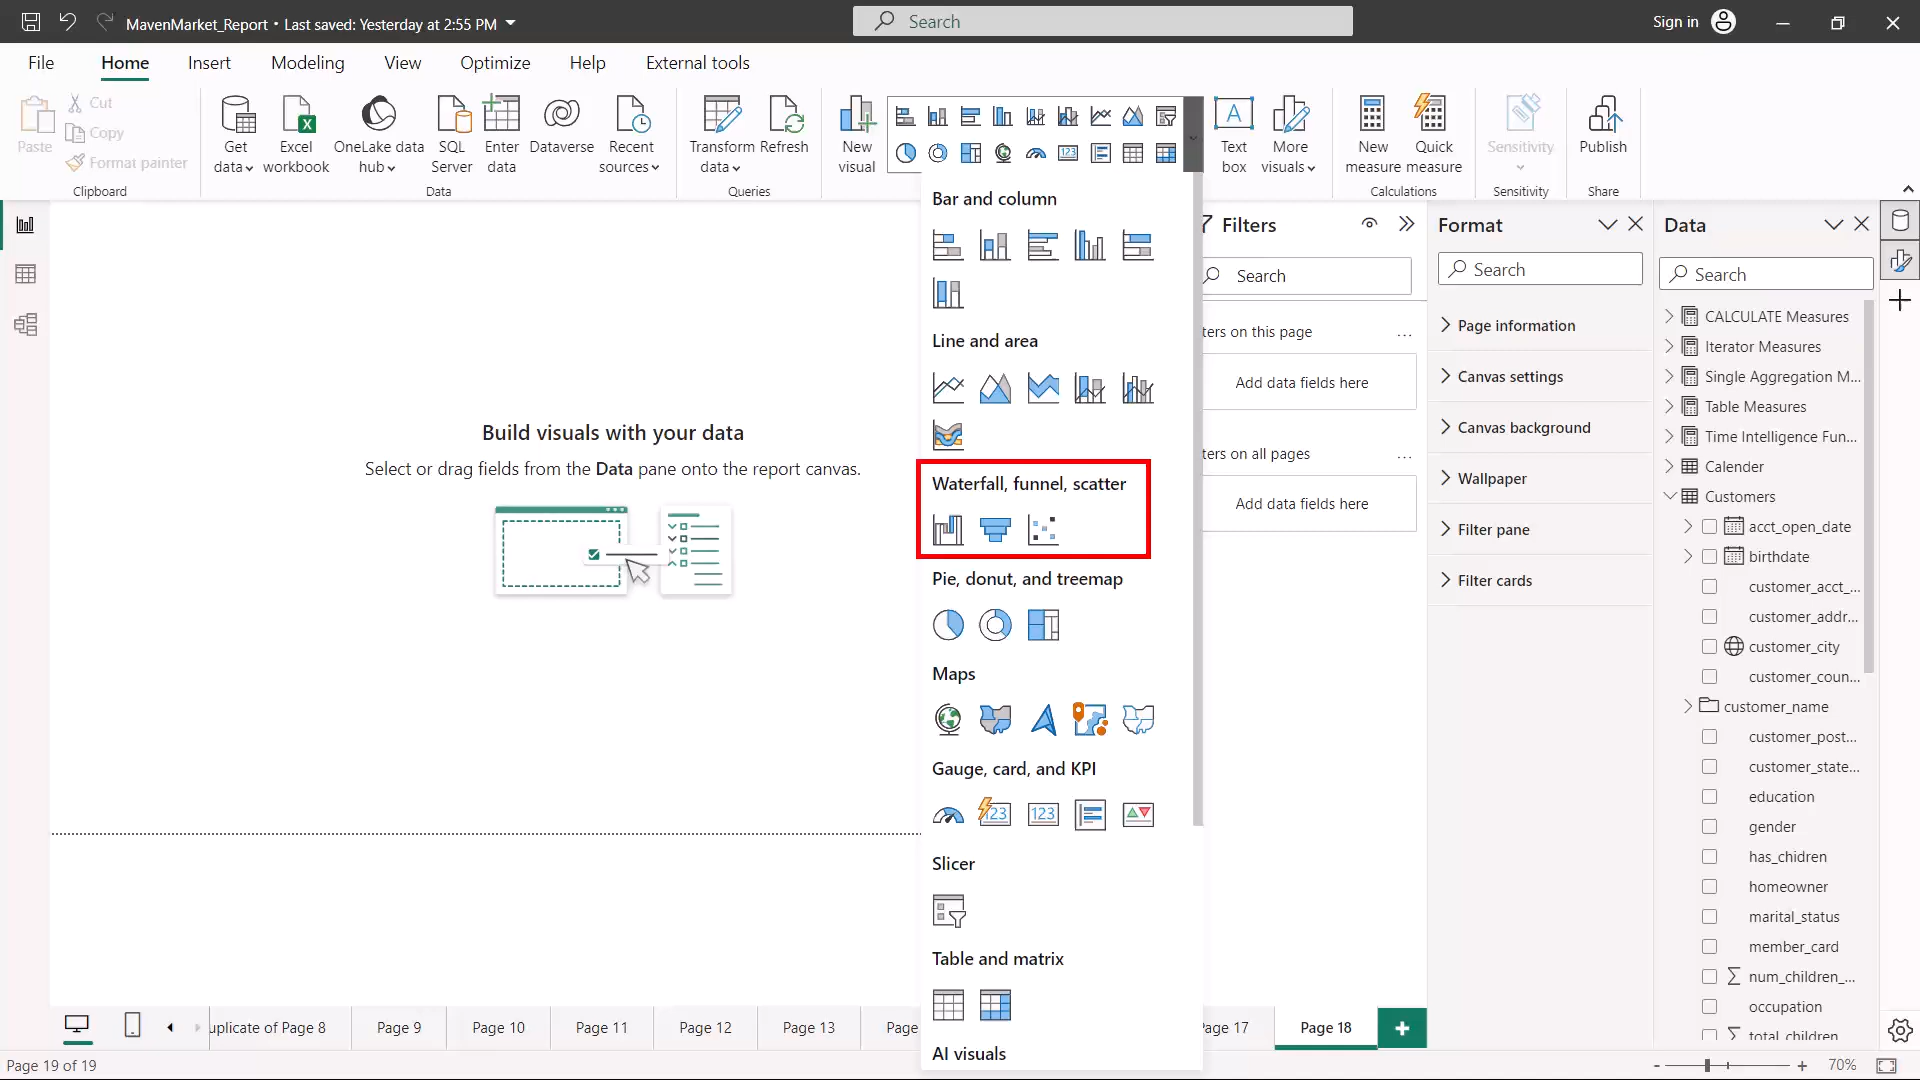 MavenMarket_Report • Last saved: Yesterday at 2:55 PM
Search
Sign in
File
Home
Insert
Modeling
View
Optimize
Help
External tools
Paste
Cut
Copy
Format painter
Clipboard
Get
data
Excel
workbook
OneLake data
hub
SQL
Server
Enter
data
Dataverse
Recent
sources
Data
Transform
data
Refresh
Queries
New
visual
Text
box
More
visuals
New
measure
Quick
measure
Calculations
Sensitivity
Sensitivity
Publish
Share
Build visuals with your data
Select or drag fields from the Data pane onto the report canvas.
Bar and column
Line and area
Waterfall, funnel, scatter
Pie, donut, and treemap
Maps
Gauge, card, and KPI
123
123
Slicer
Table and matrix
AI visuals
Filters
Search
ters on this page
...
Add data fields here
ters on all pages
...
Add data fields here
Format
Search
Page information
Canvas settings
Canvas background
Wallpaper
Filter pane
Filter cards
Data
Search
CALCULATE Measures
Iterator Measures
Single Aggregation M...
Table Measures
Time Intelligence Fun...
Calender
Customers
acct_open_date
birthdate
customer_acct_...
customer_addr...
customer_city
customer_coun...
customer_name
customer_post...
customer_state...
education
gender
has_chidren
homeowner
marital_status
member_card
num_children_...
occupation
total_children
uplicate of Page 8
Page 9
Page 10
Page 11
Page 12
Page 13
Page
age 17
Page 18
Page 19 of 19
70%